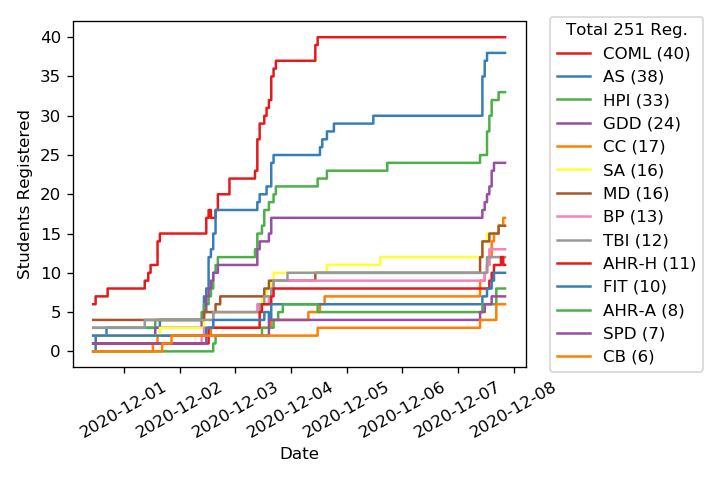 Total 251 Reg.
COML (40)
AS (38)
HPI (33)
GDD (24)
CC (17)
SA (16)
MD (16)
BP (13)
TBI (12)
AHR-H (11)
FIT (10)
AHR-A (8)
SPD (7)
CB (6)
Students Registered
40
35
30
25
20
15
10
5
0
2020-12-01
2020-12-02
2020-12-03
2020-12-04
2020-12-05
2020-12-06
2020-12-07
2020-12-08
Date